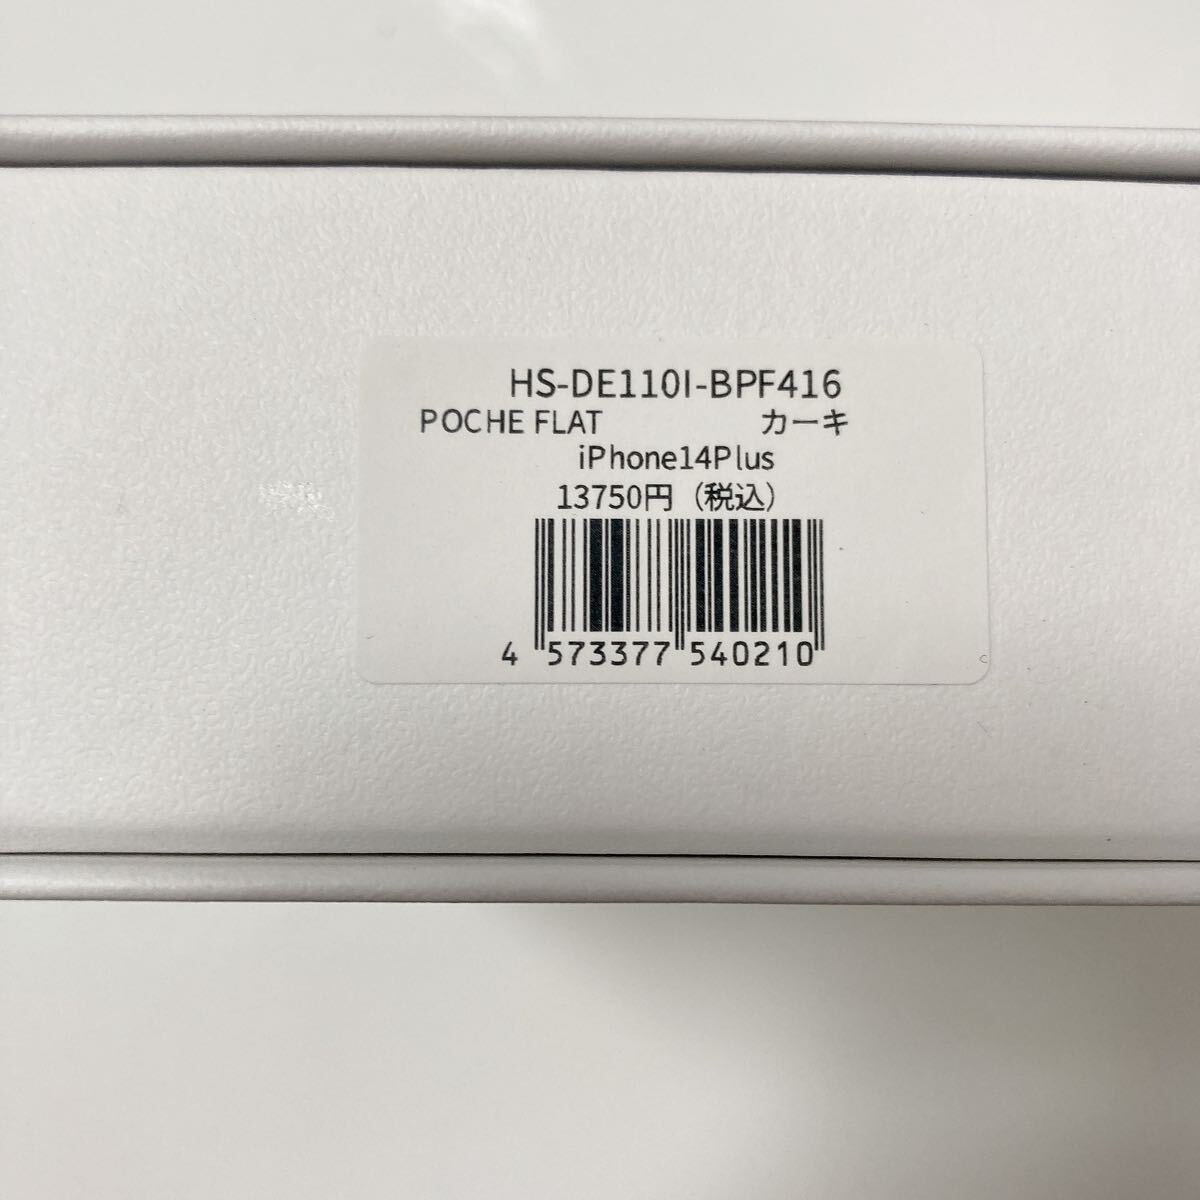 HS-DE110I-BPF416
POCHE FLAT カーキ
iPhone14Plus
13750円（税込）
4 573377 540210